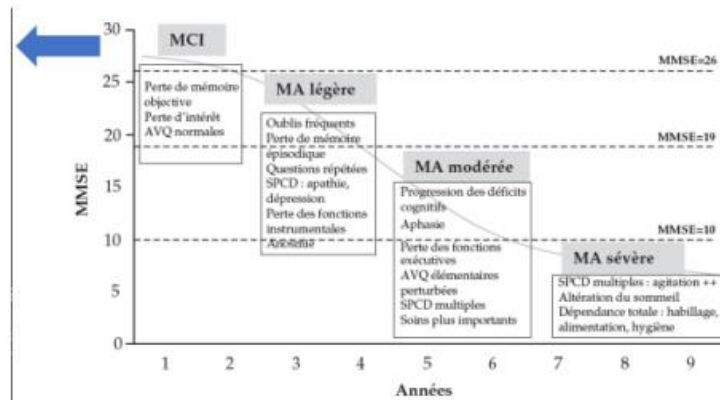 30
25
20
15
10
5
0
MMSE
MCI
Perte de mémoire
objective
Perte d'intérêt
AVQ normales
MA légère
Oublis fréquents
Perte de mémoire
épisodique
Questions répétées
SPCD : apathie,
dépression
Perte des fonctions
instrumentales
MA modérée
Progression des déficits
cognitifs
Aphasie
Perte des fonctions
exécutives
AVQ élémentaires
perturbées
SPCD multiples
Soins plus importants
MA sévère
SPCD multiples : agitation ++
Altération du sommeil
Dépendance totale : habillage,
alimentation, hygiène
MMSE=26
MMSE=19
MMSE=10
1 2 3 4 5 6 7 8 9
Années